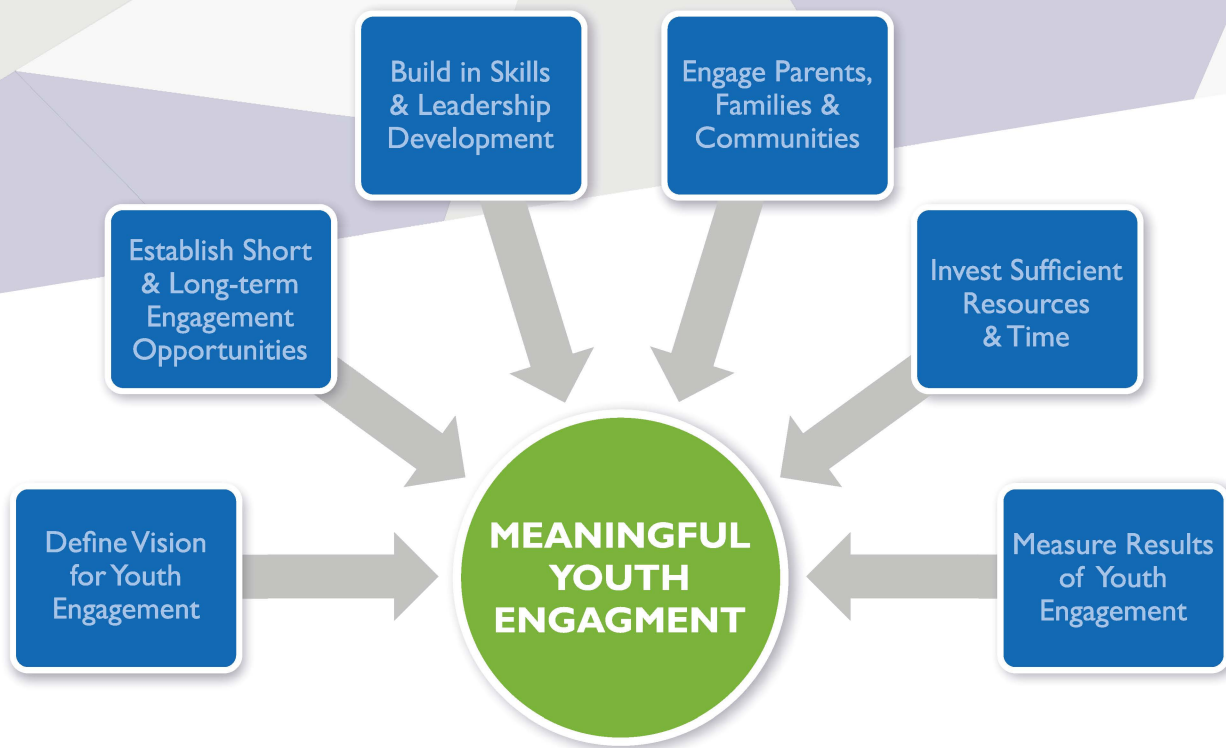 Build in Skills
& Leadership
Development
Engage Parents,
Families &
Communities
Establish Short
& Long-term
Engagement
Opportunities
Invest Sufficient
Resources
& Time
Define Vision
for Youth
Engagement
MEANINGFUL
YOUTH
ENGAGMENT
Measure Results
of Youth
Engagement